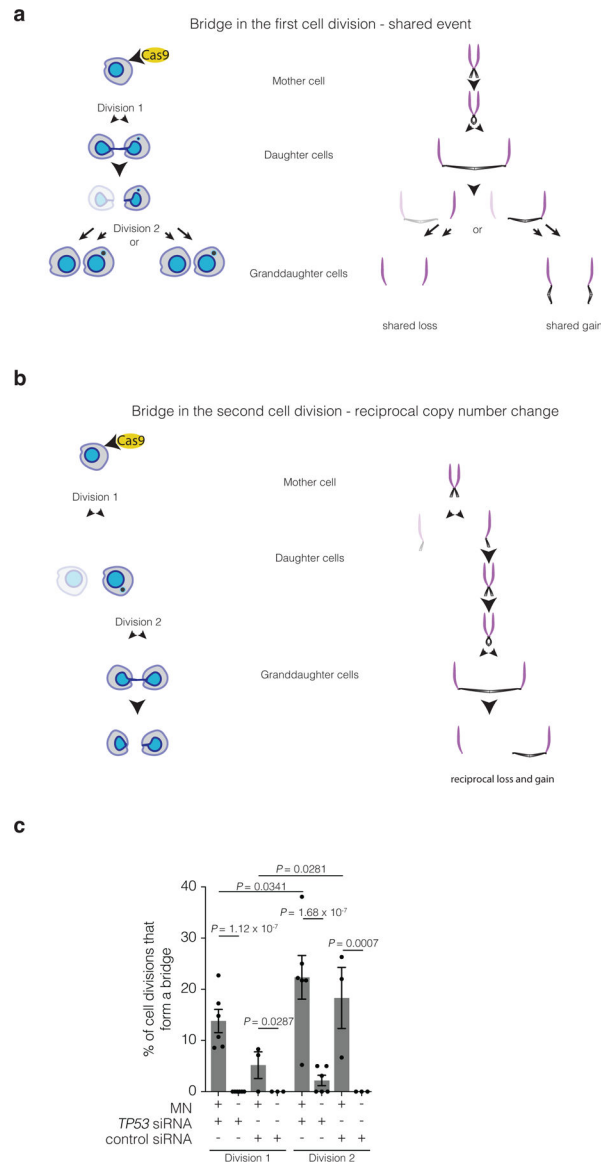 a
Bridge in the first cell division - shared event
Cas9
Mother cell
Division 1
Daughter cells
Division 2
or
or
Granddaughter cells
shared loss
shared gain
b
Bridge in the second cell division - reciprocal copy number change
Cas9
Mother cell
Division 1
Daughter cells
Division 2
Granddaughter cells
reciprocal loss and gain
c
P = 0.0281
P = 0.0341
P = 1.12 x 10-7
P = 1.68 x 10-7
P = 0.0287
P = 0.0007
% of cell divisions that
form a bridge
40
30
20
10
0
MN + - + - + - + -
TP53 siRNA + + - - + + - -
control siRNA - - + + - - + +
Division 1 Division 2